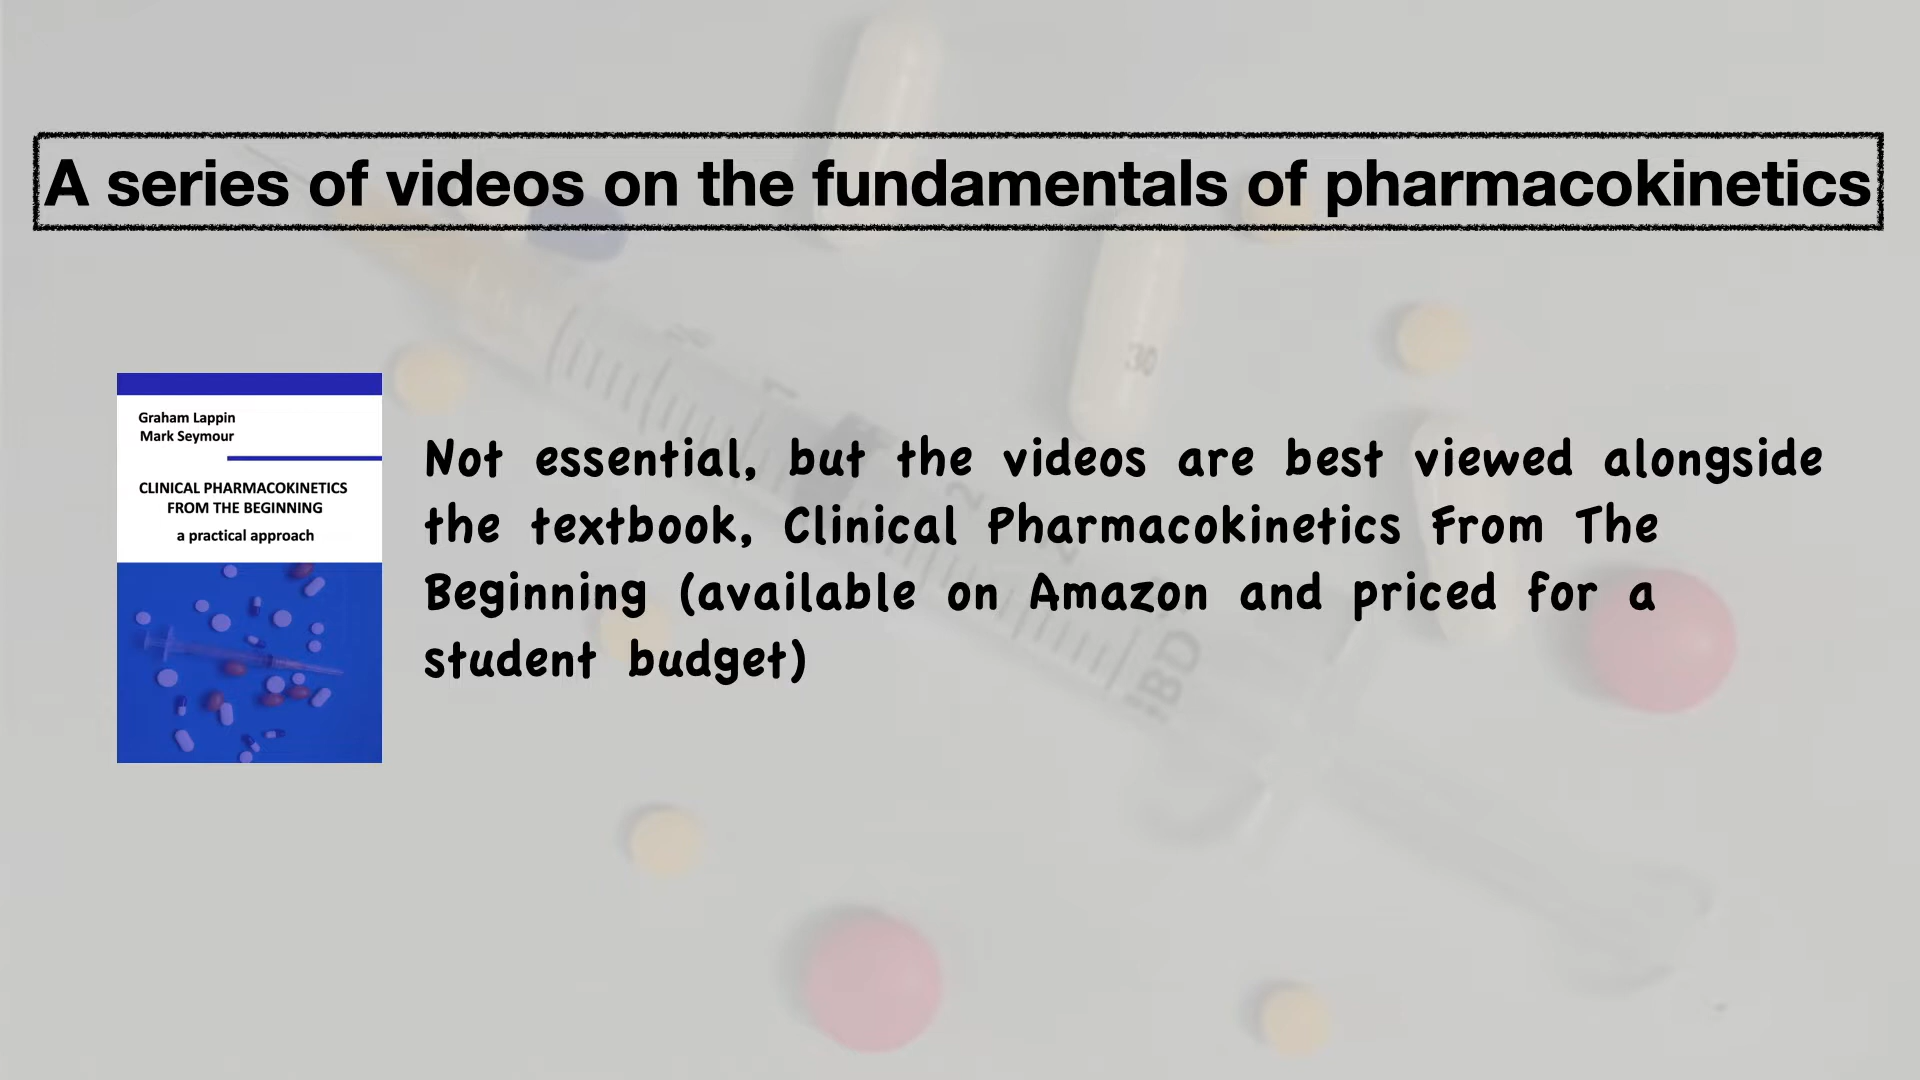 A series of videos on the fundamentals of pharmacokinetics
Graham Lappin
Mark Seymour
CLINICAL PHARMACOKINETICS
FROM THE BEGINNING
a practical approach
Not essential, but the videos are best viewed alongside
the textbook, Clinical Pharmacokinetics From The
Beginning (available on Amazon and priced for a
student budget)
30